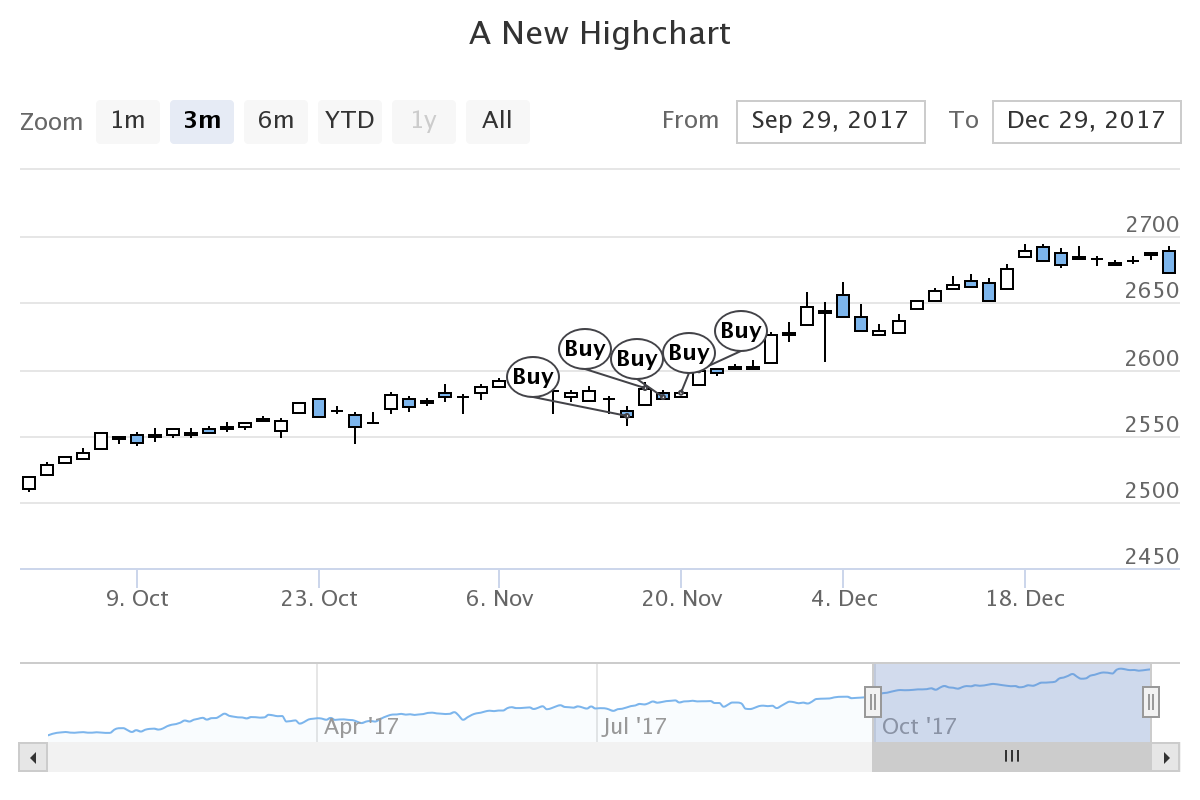 A New Highchart
Zoom 1m 3m 6m YTD 1y All From Sep 29, 2017 To Dec 29, 2017
2700
2650
2600
2550
2500
2450
Buy Buy Buy Buy Buy
9. Oct 23. Oct 6. Nov 20. Nov 4. Dec 18. Dec
Apr '17 Jul '17 Oct '17